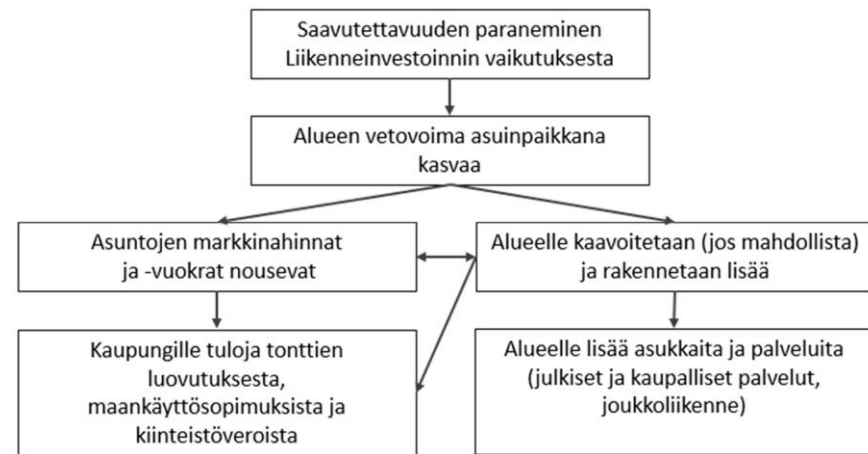 Saavutettavuuden paraneminen
Liikenneinvestoinnin vaikutuksesta
Alueen vetovoima asuinpaikkana
kasvaa
Asuntojen markkinahinnat
ja -vuokrat nousevat
Alueelle kaavoitetaan (jos mahdollista)
ja rakennetaan lisää
Kaupungille tuloja tonttien
luovutuksesta,
maankäyttösopimuksista ja
kiinteistöveroista
Alueelle lisää asukkaita ja palveluita
(julkiset ja kaupalliset palvelut,
joukkoliikenne)